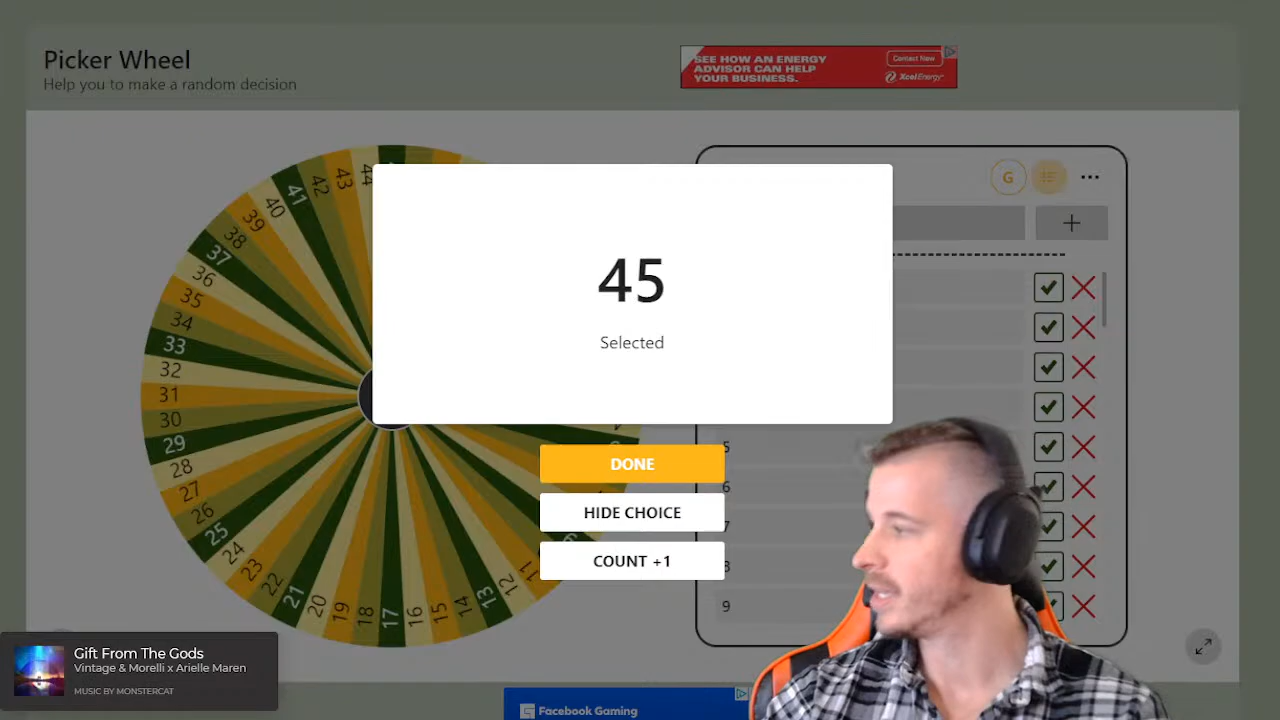 Picker Wheel
Help you to make a random decision
SEE HOW AN ENERGY
ADVISOR CAN HELP
YOUR BUSINESS.
Contact Now
Xcel Energy
G
45
Selected
DONE
HIDE CHOICE
COUNT +1
5
6
7
8
9
44
43
42
41
40
39
38
37
36
35
34
33
32
31
30
29
28
27
26
25
24
23
22
21
20
19
18
17
16
15
14
13
12
11
Gift From The Gods
Vintage & Morelli x Arielle Maren
MUSIC BY MONSTERCAT
Facebook Gaming